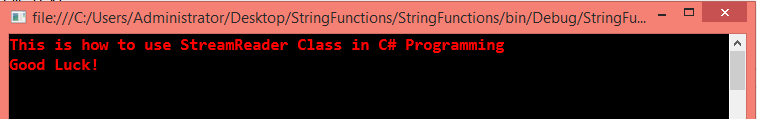 file:///C:/Users/Administrator/Desktop/StringFunctions/StringFunctions/bin/Debug/StringFu...
This is how to use StreamReader Class in C# Programming
Good Luck!